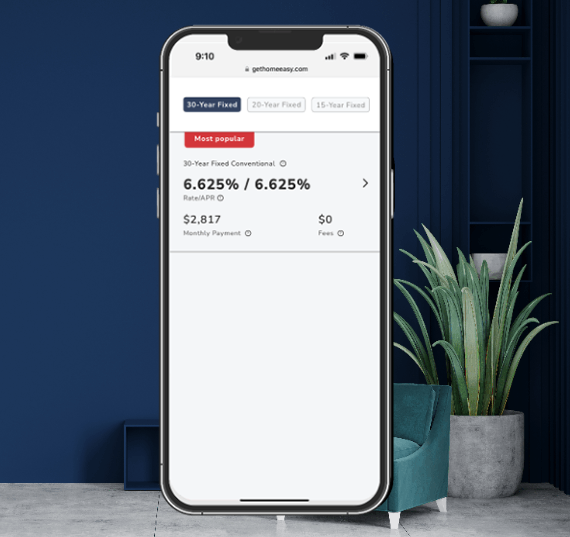 9:10
gethomeeasy.com
30-Year Fixed 20-Year Fixed 15-Year Fixed
Most popular
30-Year Fixed Conventional
6.625% / 6.625%
Rate/APR
$2,817 $0
Monthly Payment Fees